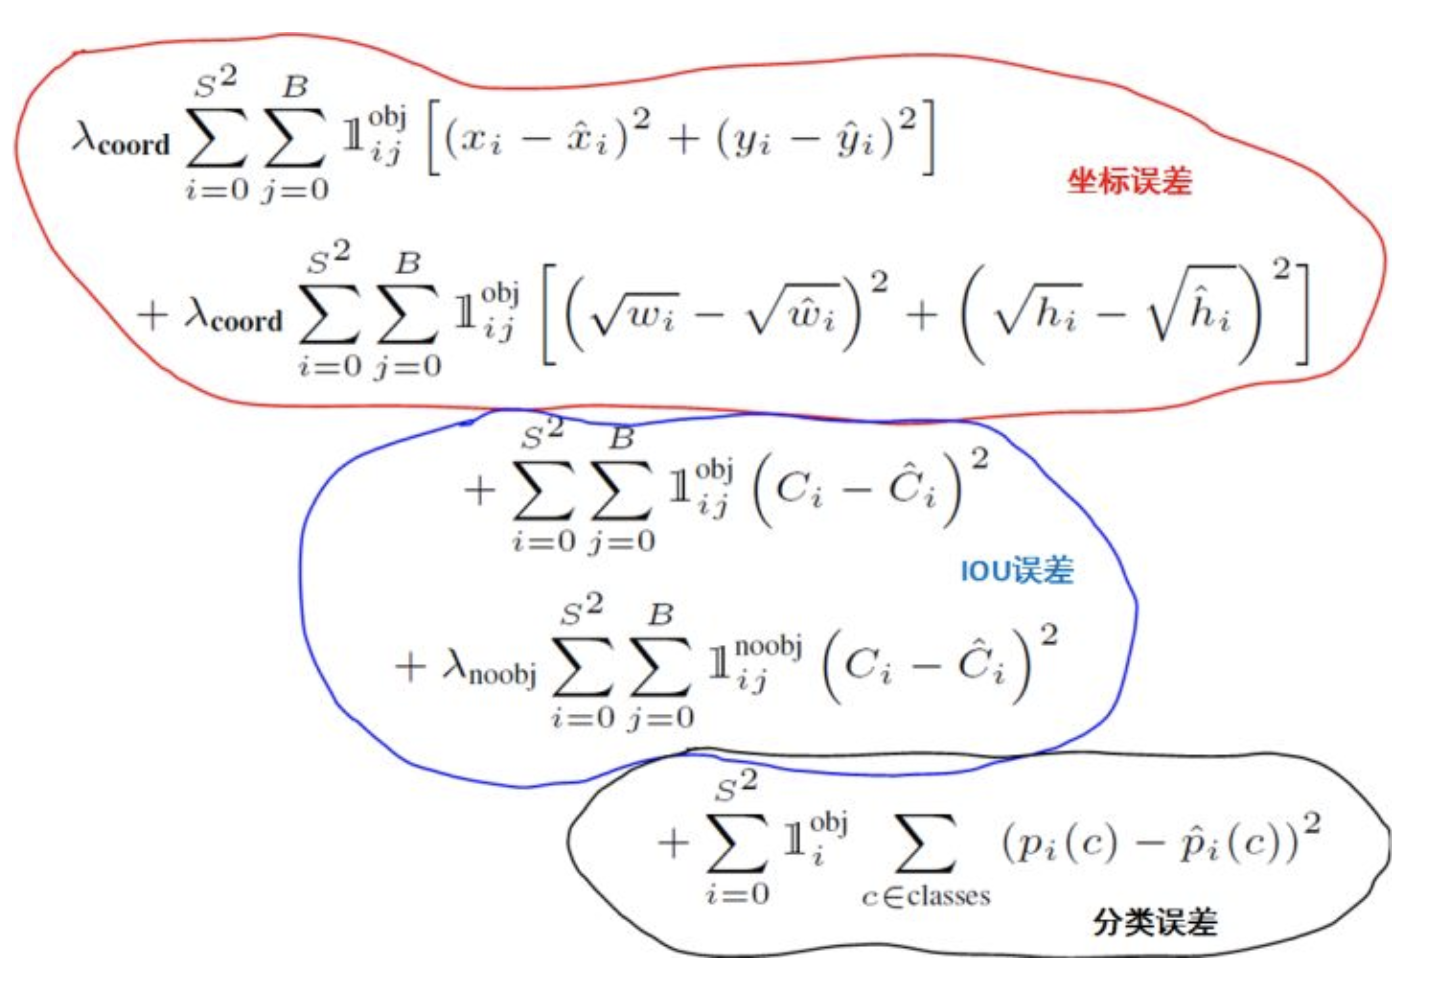 $\lambda_{\textbf{coord}} \sum_{i=0}^{S^2} \sum_{j=0}^{B} \mathbb{1}_{ij}^{\text{obj}} \left[ (x_i - \hat{x}_i)^2 + (y_i - \hat{y}_i)^2 \right]$
坐标误差
$+ \lambda_{\textbf{coord}} \sum_{i=0}^{S^2} \sum_{j=0}^{B} \mathbb{1}_{ij}^{\text{obj}} \left[ \left( \sqrt{w_i} - \sqrt{\hat{w}_i} \right)^2 + \left( \sqrt{h_i} - \sqrt{\hat{h}_i} \right)^2 \right]$
$+ \sum_{i=0}^{S^2} \sum_{j=0}^{B} \mathbb{1}_{ij}^{\text{obj}} \left( C_i - \hat{C}_i \right)^2$
IOU误差
$+ \lambda_{\text{noobj}} \sum_{i=0}^{S^2} \sum_{j=0}^{B} \mathbb{1}_{ij}^{\text{noobj}} \left( C_i - \hat{C}_i \right)^2$
$+ \sum_{i=0}^{S^2} \mathbb{1}_{i}^{\text{obj}} \sum_{c \in \text{classes}} (p_i(c) - \hat{p}_i(c))^2$
分类误差